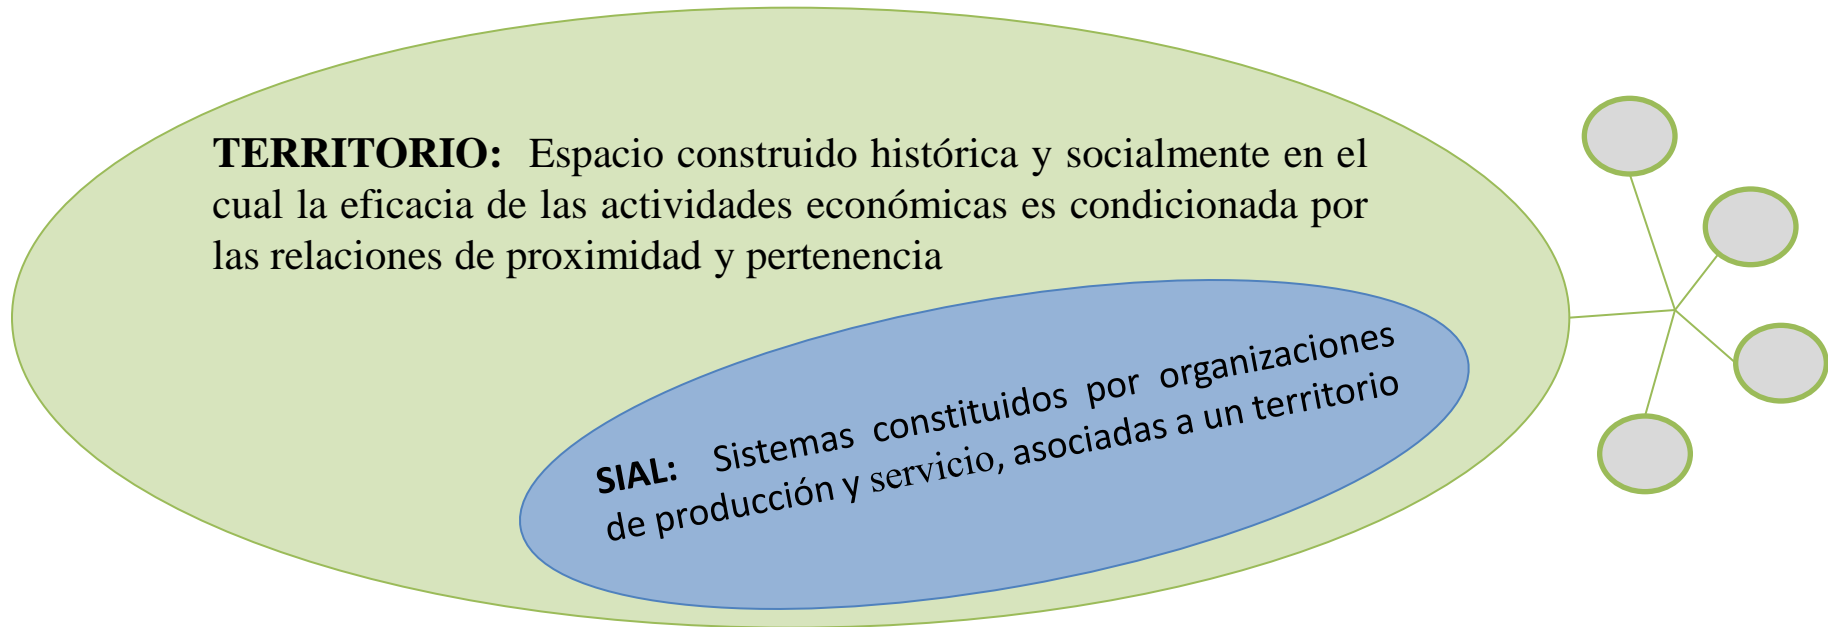 TERRITORIO: Espacio construido histórica y socialmente en el
cual la eficacia de las actividades económicas es condicionada por
las relaciones de proximidad y pertenencia
SIAL: Sistemas constituidos por organizaciones
de producción y servicio, asociadas a un territorio